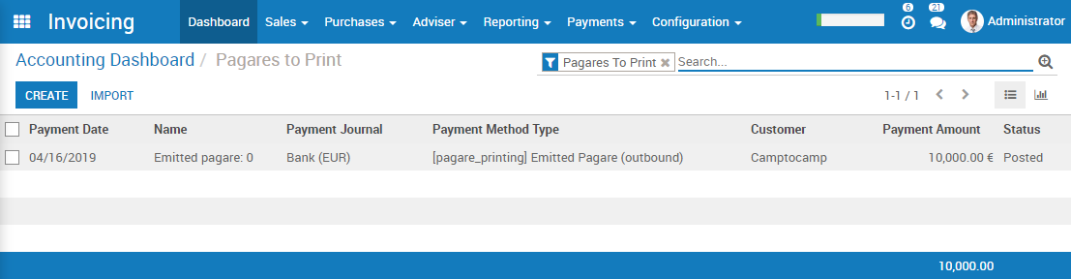 Invoicing Dashboard Sales Purchases Adviser Reporting Payments Configuration 6 21 Administrator
Accounting Dashboard / Pagares to Print Pagares To Print Search...
CREATE IMPORT 1-1 / 1
Payment Date Name Payment Journal Payment Method Type Customer Payment Amount Status
04/16/2019 Emitted pagare: 0 Bank (EUR) [pagare_printing] Emitted Pagare (outbound) Camptocamp 10,000.00 € Posted
10,000.00